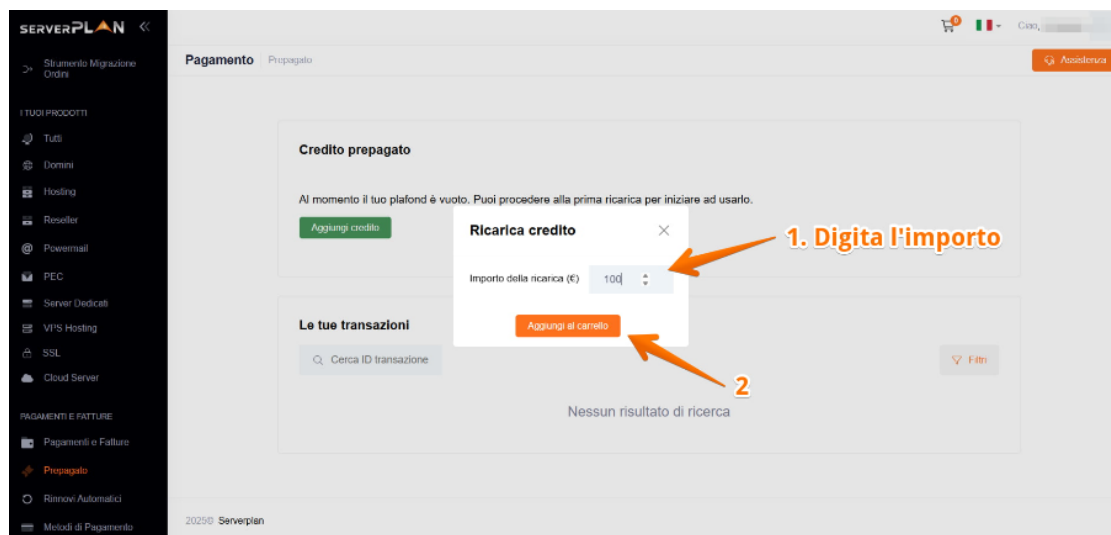 SERVERPLAN
0
Ciao,
Strumento Migrazione
Ordini
Pagamento
Prepagato
Assistenza
I TUOI PRODOTTI
Tutti
Domini
Hosting
Reseller
Powermail
PEC
Server Dedicati
VPS Hosting
SSL
Cloud Server
PAGAMENTI E FATTURE
Pagamenti e Fatture
Prepagato
Rinnovi Automatici
Metodi di Pagamento
Credito prepagato
Al momento il tuo plafond è vuoto. Puoi procedere alla prima ricarica per iniziare ad usarlo.
Aggiungi credito
Ricarica credito
1. Digita l'importo
Importo della ricarica (€)
100
Aggiungi al carrello
2
Le tue transazioni
Cerca ID transazione
Filtri
Nessun risultato di ricerca
2025© Serverplan